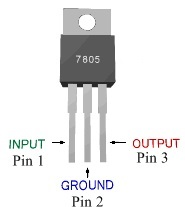 7805
INPUT
Pin 1
OUTPUT
Pin 3
GROUND
Pin 2